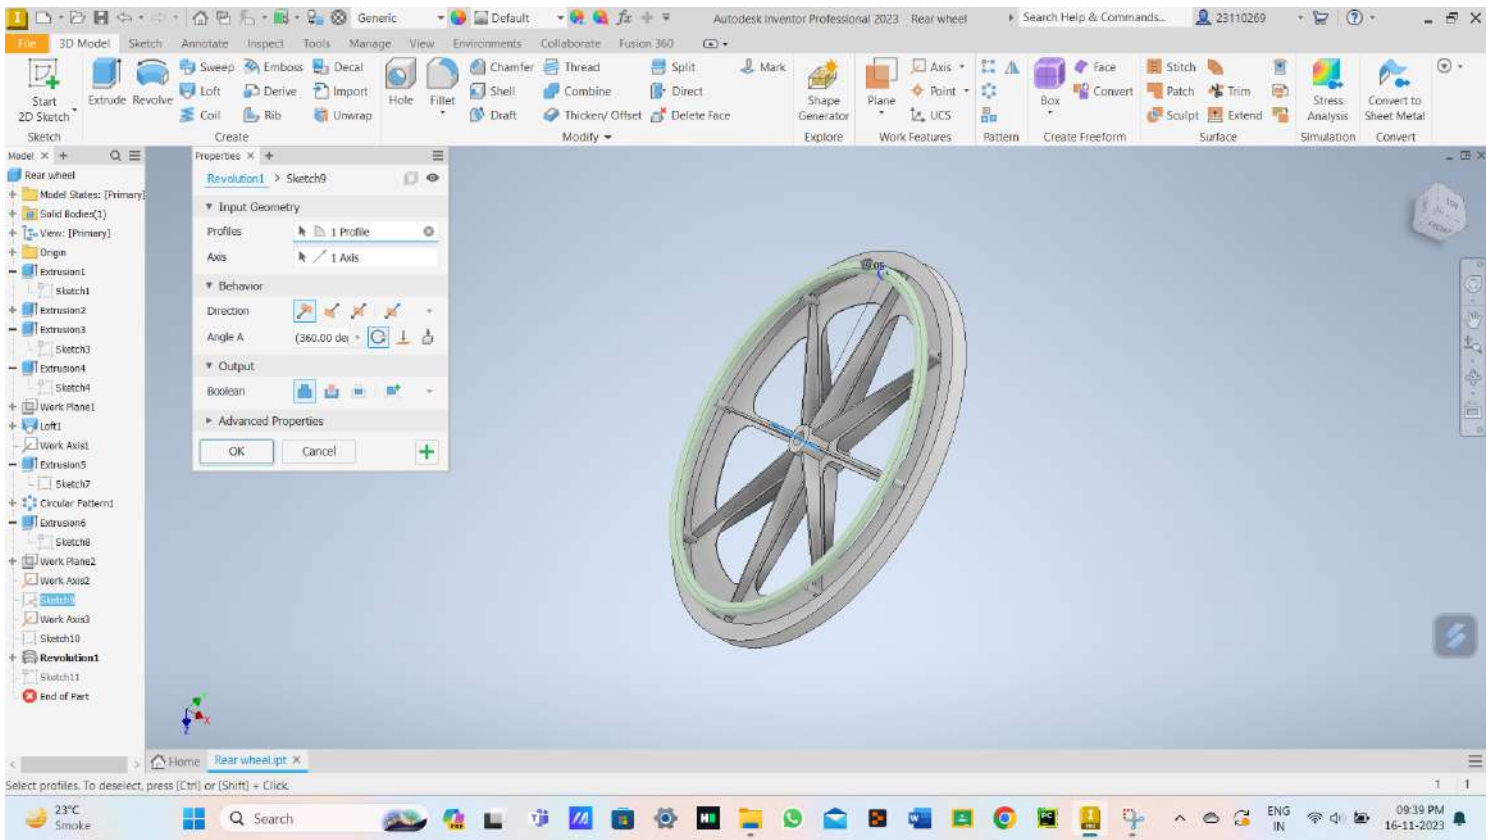 Generic
Default
Autodesk Inventor Professional 2023 Rear wheel
Search Help & Commands...
23110269
File 3D Model Sketch Annotate Inspect Tools Manage View Environments Collaborate Fusion 360
Start 2D Sketch
Extrude
Revolve
Sweep Emboss Decal
Loft Derive Import
Coil Rib Unwrap
Hole
Fillet
Chamfer Thread Split Mark
Shell Combine Direct
Draft Thicken/ Offset Delete Face
Shape Generator
Plane
Axis
Point
UCS
Box
Face
Convert
Stitch
Patch Trim
Sculpt Extend
Stress Analysis
Convert to Sheet Metal
Sketch Create Modify Explore Work Features Pattern Create Freeform Surface Simulation Convert
Model × +
Rear wheel
Model States: [Primary]
Solid Bodies(1)
View: [Primary]
Origin
Extrusion1
Sketch1
Extrusion2
Extrusion3
Sketch3
Extrusion4
Sketch4
Work Plane1
Loft1
Work Axis1
Extrusion5
Sketch7
Circular Pattern1
Extrusion6
Sketch8
Work Plane2
Work Axis2
Sketch9
Work Axis3
Sketch10
Revolution1
Sketch11
End of Part
Properties × +
Revolution1 > Sketch9
Input Geometry
Profiles 1 Profile
Axis 1 Axis
Behavior
Direction
Angle A (360.00 de
Output
Boolean
Advanced Properties
OK Cancel
FRONT
Home Rear wheel.ipt ×
Select profiles. To deselect, press [Ctrl] or [Shift] + Click.
1 1
23°C
Smoke
Search
ENG
IN
09:39 PM
16-11-2023